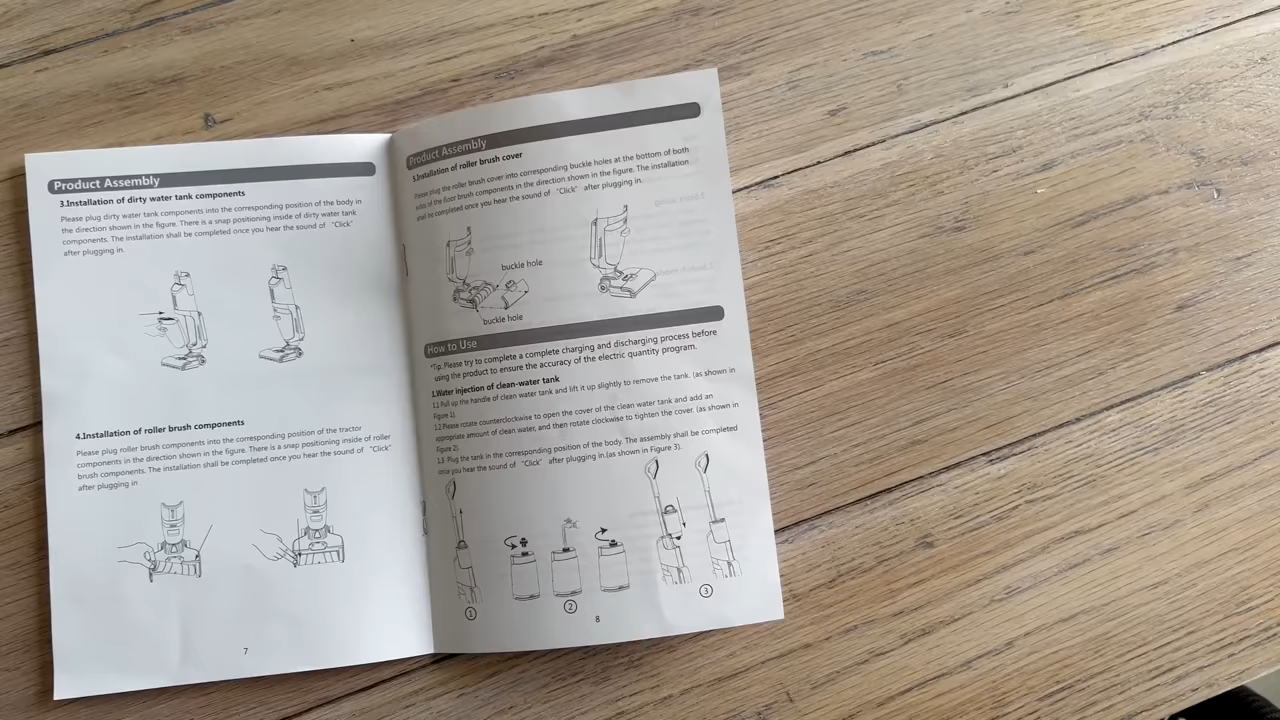 Product Assembly
3.Installation of dirty water tank components
Please plug dirty water tank components into the corresponding position of the body in
the direction shown in the figure. There is a snap positioning inside of dirty water tank
components. The installation shall be completed once you hear the sound of “Click”
after plugging in.
4.Installation of roller brush components
Please plug roller brush components into the corresponding position of the tractor
components in the direction shown in the figure. There is a snap positioning inside of roller
brush components. The installation shall be completed once you hear the sound of “Click”
after plugging in
7
Product Assembly
5.Installation of roller brush cover
Please plug the roller brush cover into corresponding buckle holes at the bottom of both
sides of the floor brush components in the direction shown in the figure. The installation
shall be completed once you hear the sound of “Click” after plugging in.
buckle hole
buckle hole
How to Use
*Tip: Please try to complete a complete charging and discharging process before
using the product to ensure the accuracy of the electric quantity program.
1.Water injection of clean-water tank
1.1 Pull up the handle of clean water tank and lift it up slightly to remove the tank. (as shown in
Figure 1).
1.2 Please rotate counterclockwise to open the cover of the clean water tank and add an
appropriate amount of clean water, and then rotate clockwise to tighten the cover. (as shown in
Figure 2).
1.3 Plug the tank in the corresponding position of the body. The assembly shall be completed
once you hear the sound of “Click” after plugging in.(as shown in Figure 3).
1
2
3
8